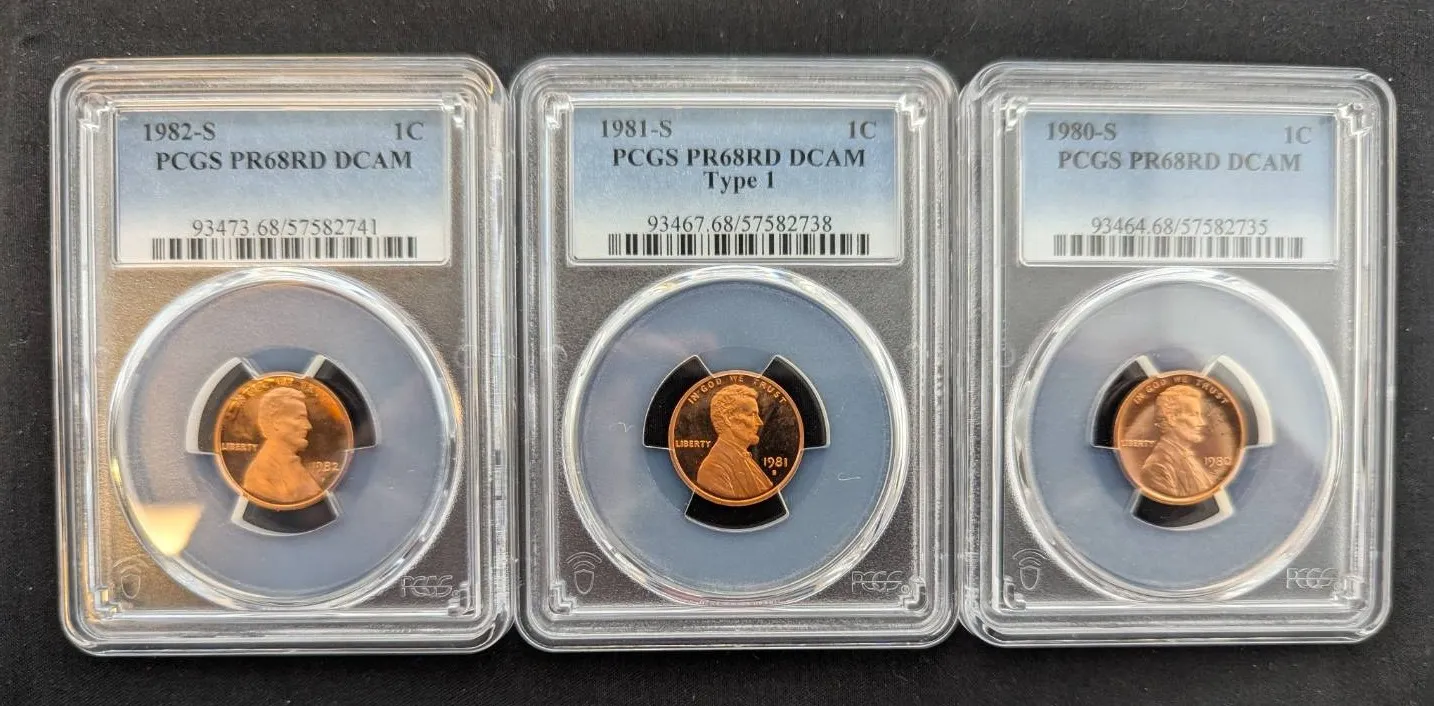 1982-S 1C
PCGS PR68RD DCAM
93473.68/57582741
LIBERTY
1982
PCGS
1981-S 1C
PCGS PR68RD DCAM
Type 1
93467.68/57582738
IN GOD WE TRUST
LIBERTY
1981
S
PCGS
1980-S 1C
PCGS PR68RD DCAM
93464.68/57582735
IN GOD WE TRUST
LIBERTY
1980
PCGS